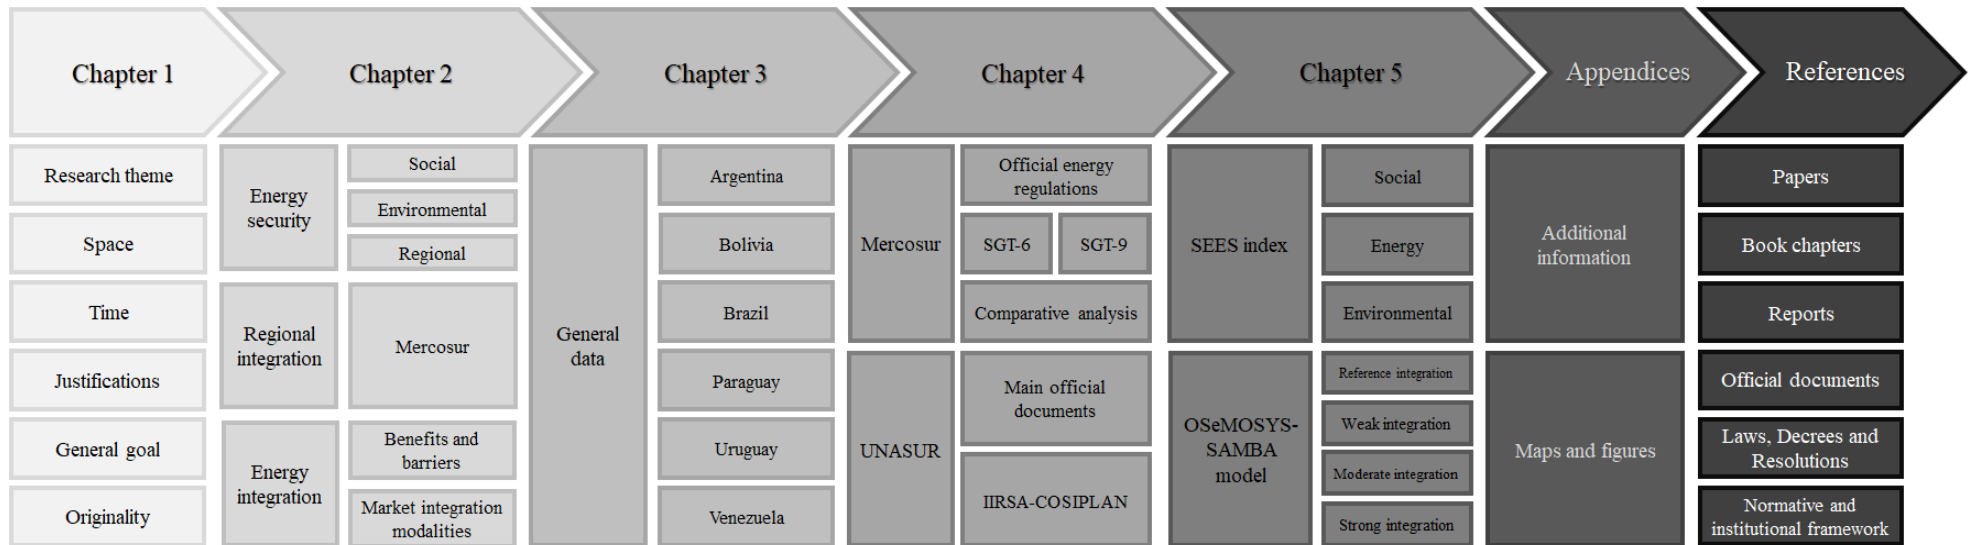 Chapter 1
Chapter 2
Chapter 3
Chapter 4
Chapter 5
Appendices
References
Research theme
Space
Time
Justifications
General goal
Originality
Energy
security
Social
Environmental
Regional
Regional
integration
Mercosur
Energy
integration
Benefits and
barriers
Market integration
modalities
General
data
Argentina
Bolivia
Brazil
Paraguay
Uruguay
Venezuela
Mercosur
Official energy
regulations
SGT-6
SGT-9
Comparative analysis
UNASUR
Main official
documents
IIRSA-COSIPLAN
SEES index
Social
Energy
Environmental
OSeMOSYS-
SAMBA
model
Reference integration
Weak integration
Moderate integration
Strong integration
Additional
information
Maps and figures
Papers
Book chapters
Reports
Official documents
Laws, Decrees and
Resolutions
Normative and
institutional framework